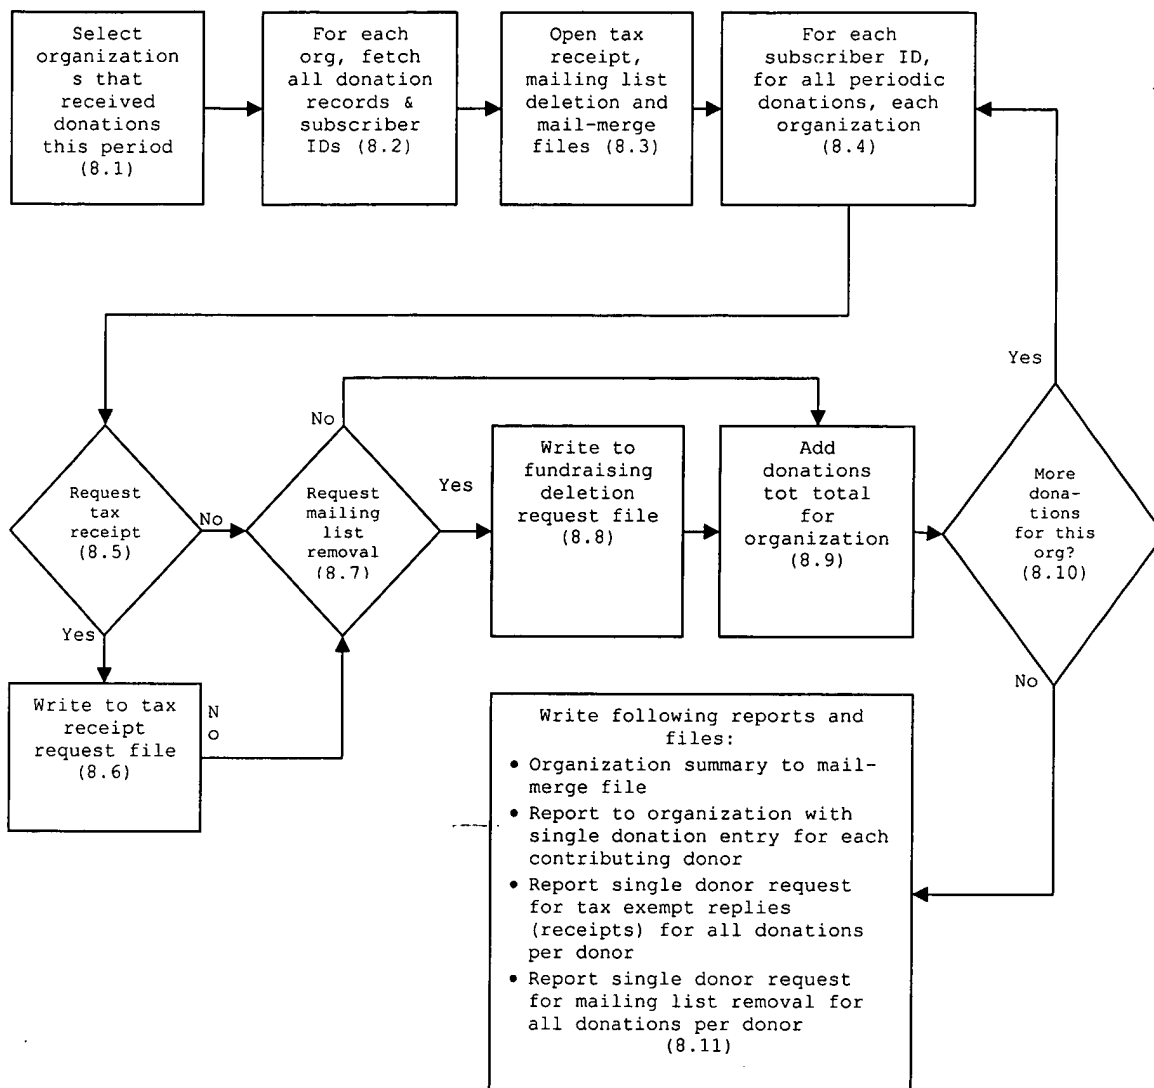 Select
organization
s that
received
donations
this period
(8.1)
For each
org, fetch
all donation
records &
subscriber
IDs (8.2)
Open tax
receipt,
mailing list
deletion and
mail-merge
files (8.3)
For each
subscriber ID,
for all periodic
donations, each
organization
(8.4)
Request
tax
receipt
(8.5)
No
Yes
Write to tax
receipt
request file
(8.6)
N
o
Request
mailing
list
removal
(8.7)
No
Yes
Write to
fundraising
deletion
request file
(8.8)
Add
donations
tot total
for
organization
(8.9)
More
dona-
tions
for this
org?
(8.10)
Yes
No
Write following reports and
files:
• Organization summary to mail-
merge file
• Report to organization with
single donation entry for each
contributing donor
• Report single donor request
for tax exempt replies
(receipts) for all donations
per donor
• Report single donor request
for mailing list removal for
all donations per donor
(8.11)